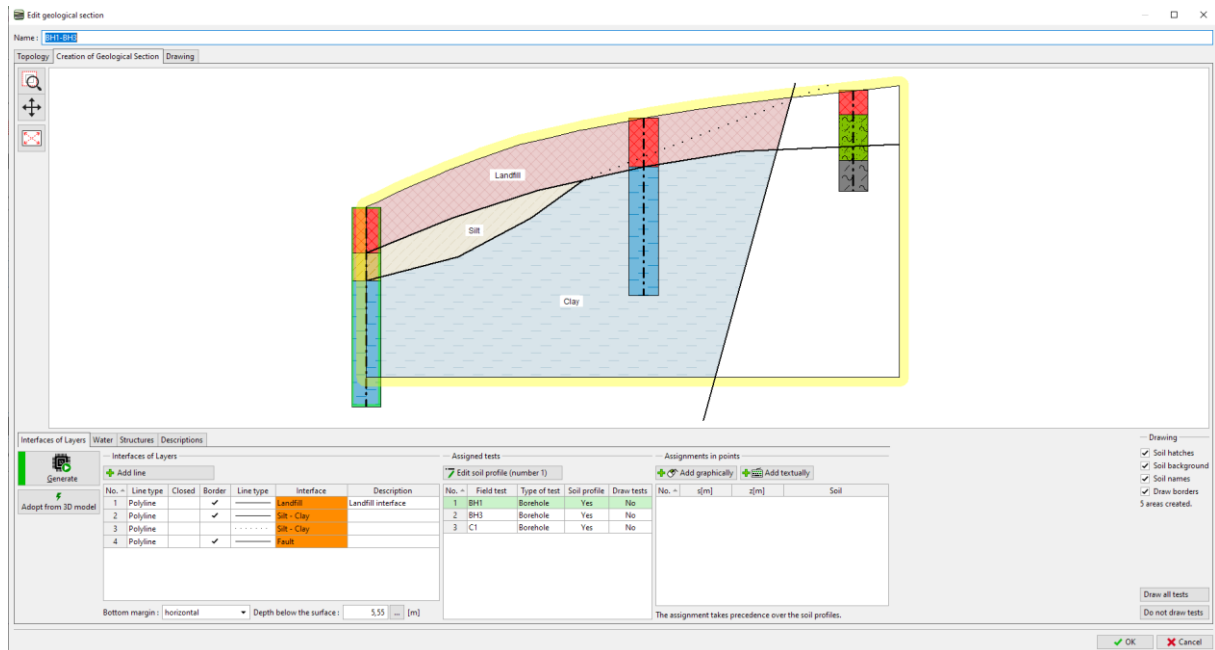 Edit geological section
Name : BH1-BH3
Topology Creation of Geological Section Drawing
Landfill
Silt
Clay
Interfaces of Layers Water Structures Descriptions
Generate
Adopt from 3D model
Interfaces of Layers
Add line
No. Line type Closed Border Line type Interface Description
1 Polyline Landfill Landfill interface
2 Polyline Silt - Clay
3 Polyline Silt - Clay
4 Polyline Fault
Bottom margin : horizontal Depth below the surface : 5,55 ... [m]
Assigned tests
Edit soil profile (number 1)
No. Field test Type of test Soil profile Draw tests
1 BH1 Borehole Yes No
2 BH3 Borehole Yes No
3 C1 Borehole Yes No
Assignments in points
Add graphically Add textually
No. s[m] z[m] Soil
The assignment takes precedence over the soil profiles.
Drawing
Soil hatches
Soil background
Soil names
Draw borders
5 areas created.
Draw all tests
Do not draw tests
OK Cancel